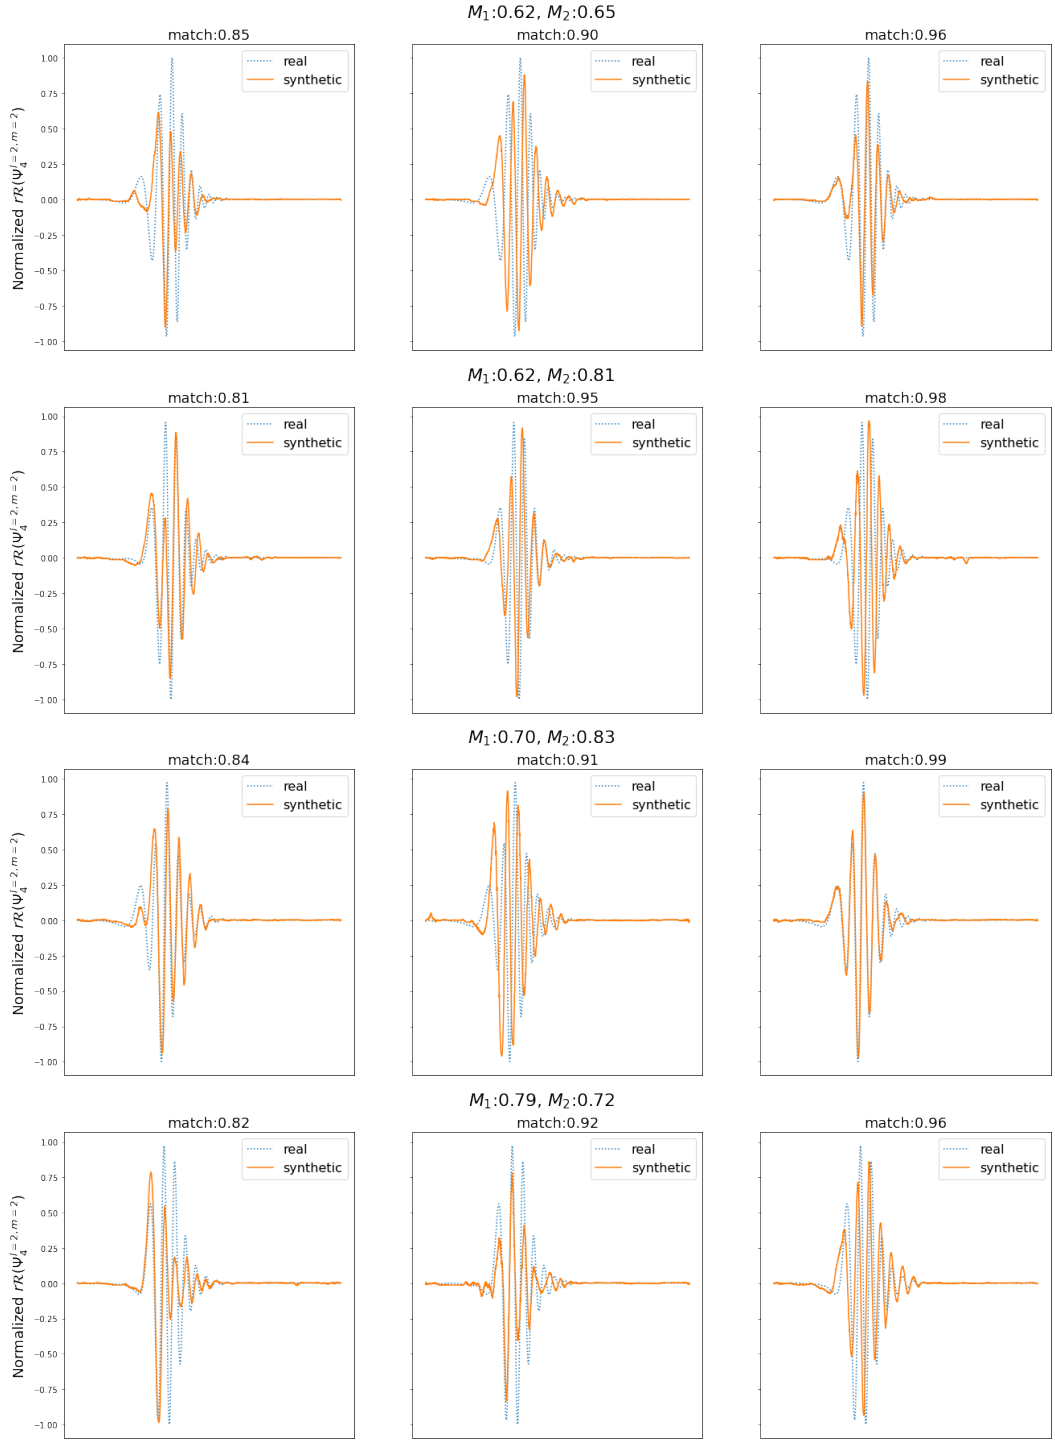 M₁:0.62, M₂:0.65
match:0.85 match:0.90 match:0.96
real
synthetic
real
synthetic
real
synthetic
1.00
0.75
0.50
0.25
0.00
−0.25
−0.50
−0.75
−1.00
Normalized rℛ(Ψ₄ˡ⁼²·ᵐ⁼²)
M₁:0.62, M₂:0.81
match:0.81 match:0.95 match:0.98
real
synthetic
real
synthetic
real
synthetic
1.00
0.75
0.50
0.25
0.00
−0.25
−0.50
−0.75
−1.00
Normalized rℛ(Ψ₄ˡ⁼²·ᵐ⁼²)
M₁:0.70, M₂:0.83
match:0.84 match:0.91 match:0.99
real
synthetic
real
synthetic
real
synthetic
1.00
0.75
0.50
0.25
0.00
−0.25
−0.50
−0.75
−1.00
Normalized rℛ(Ψ₄ˡ⁼²·ᵐ⁼²)
M₁:0.79, M₂:0.72
match:0.82 match:0.92 match:0.96
real
synthetic
real
synthetic
real
synthetic
1.00
0.75
0.50
0.25
0.00
−0.25
−0.50
−0.75
−1.00
Normalized rℛ(Ψ₄ˡ⁼²·ᵐ⁼²)